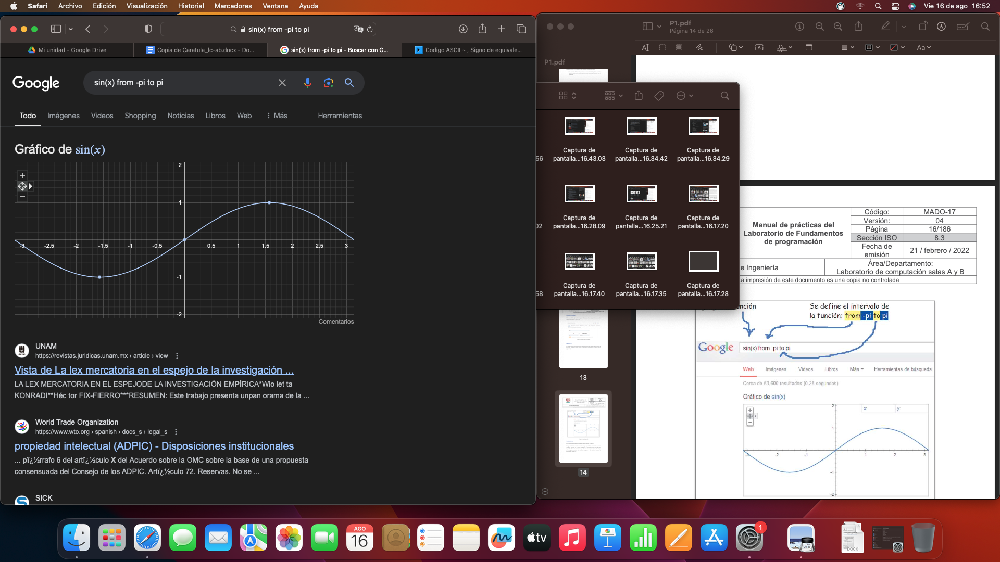 Safari Archivo Edición Visualización Historial Marcadores Ventana Ayuda Vie 16 de ago 16:52
sin(x) from -pi to pi
Mi unidad - Google Drive
Copia de Caratula_lc-ab.docx - Do...
sin(x) from -pi to pi - Buscar con G...
Codigo ASCII ~ , Signo de equivale...
Google
sin(x) from -pi to pi
Todo Imágenes Videos Shopping Noticias Libros Web Más Herramientas
Gráfico de sin(x)
2
1
-3 -2.5 -2 -1.5 -1 -0.5 0.5 1 1.5 2 2.5 3
-1
-2
Comentarios
UNAM
https://revistas.juridicas.unam.mx › article › view
Vista de La lex mercatoria en el espejo de la investigación ...
LA LEX MERCATORIA EN EL ESPEJODE LA INVESTIGACIÓN EMPÍRICA*Wio let ta
KONRADI**Héc tor FIX-FIERRO***RESUMEN: Este trabajo presenta unpan orama de la ...
World Trade Organization
https://www.wto.org › spanish › docs_s › legal_s
propiedad intelectual (ADPIC) - Disposiciones institucionales
... pï¿½rrafo 6 del artï¿½culo X del Acuerdo sobre la OMC sobre la base de una propuesta
consensuada del Consejo de los ADPIC. Artï¿½culo 72. Reservas. No se ...
SICK
P1.pdf
Página 14 de 26
Aa
P1.pdf
56
Captura de
pantalla...16.43.03
Captura de
pantalla...16.34.42
Captura de
pantalla...16.34.29
02
Captura de
pantalla...16.28.09
Captura de
pantalla...16.25.21
Captura de
pantalla...16.17.20
58
Captura de
pantalla...16.17.40
Captura de
pantalla...16.17.35
Captura de
pantalla...16.17.28
13
14
Manual de prácticas del
Laboratorio de Fundamentos
de programación
Código: MADO-17
Versión: 04
Página 16/186
Sección ISO 8.3
Fecha de
emisión
21 / febrero / 2022
e Ingeniería
Área/Departamento:
Laboratorio de computación salas A y B
a impresión de este documento es una copia no controlada
nción
Se define el intervalo de
la función: from -pi to pi
Google
sin(x) from -pi to pi
Web Imágenes Videos Libros Más Herramientas de búsqueda
Cerca de 53,600 resultados (0.28 segundos)
Gráfico de sin(x)
x: y:
2
1
-3 -2 -1 1 2 3
-1
-2
AGO
16
tv
1
DOCX